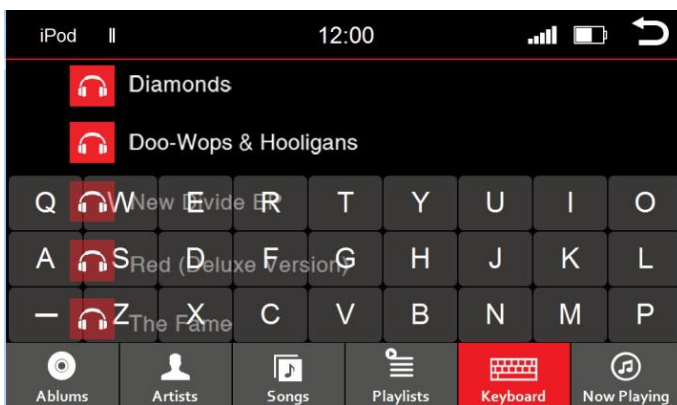 iPod 12:00
Diamonds
Doo-Wops & Hooligans
New Divide EP
Q W E R T Y U I O
Red (Deluxe Version)
A S D F G H J K L
The Fame
— Z X C V B N M P
Ablums Artists Songs Playlists Keyboard Now Playing